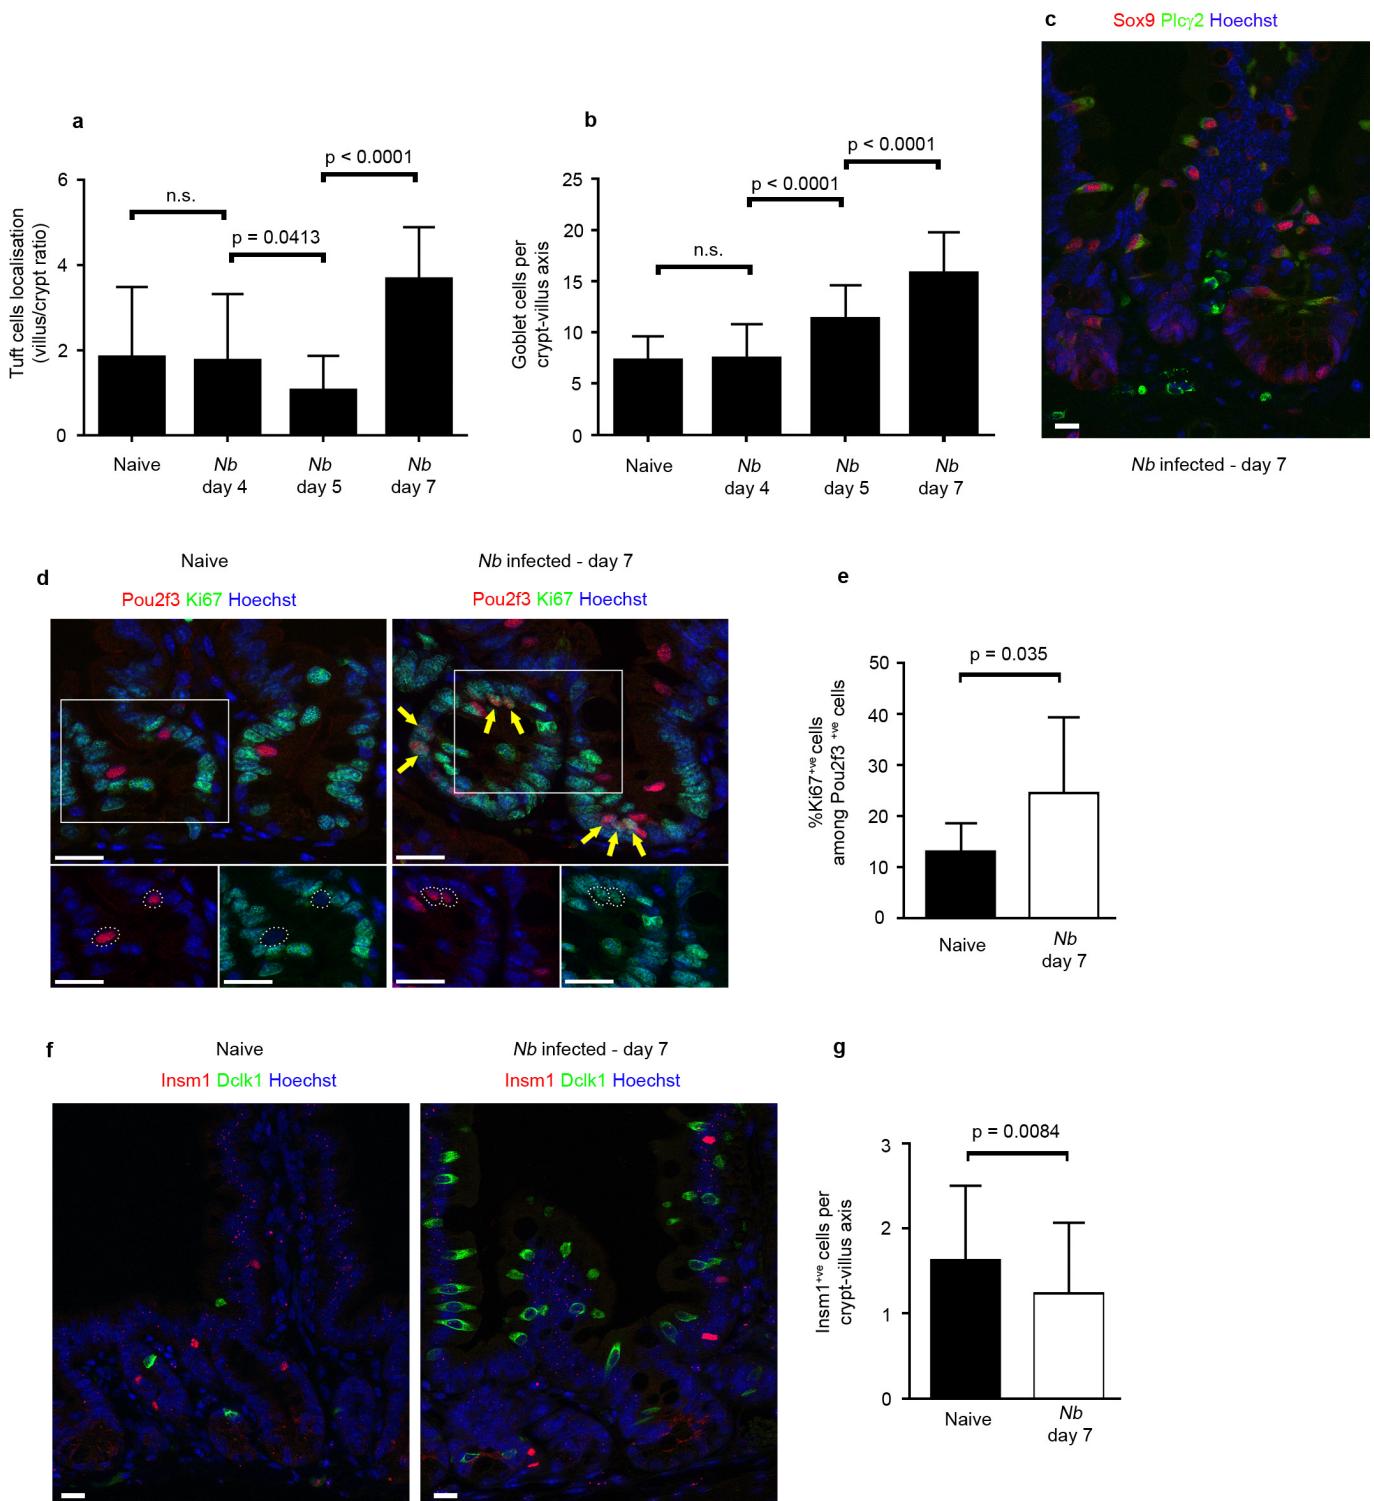 a
Tuft cells localisation
(villus/crypt ratio)
6
4
2
0
n.s.
p = 0.0413
p < 0.0001
Naive
Nb
day 4
Nb
day 5
Nb
day 7
b
Goblet cells per
crypt-villus axis
25
20
15
10
5
0
n.s.
p < 0.0001
p < 0.0001
Naive
Nb
day 4
Nb
day 5
Nb
day 7
c
Sox9 Plcγ2 Hoechst
Nb infected - day 7
d
Naive
Pou2f3 Ki67 Hoechst
Nb infected - day 7
Pou2f3 Ki67 Hoechst
e
%Ki67+ve cells
among Pou2f3 +ve cells
50
40
30
20
10
0
p = 0.035
Naive
Nb
day 7
f
Naive
Insm1 Dclk1 Hoechst
Nb infected - day 7
Insm1 Dclk1 Hoechst
g
Insm1+ve cells per
crypt-villus axis
3
2
1
0
p = 0.0084
Naive
Nb
day 7